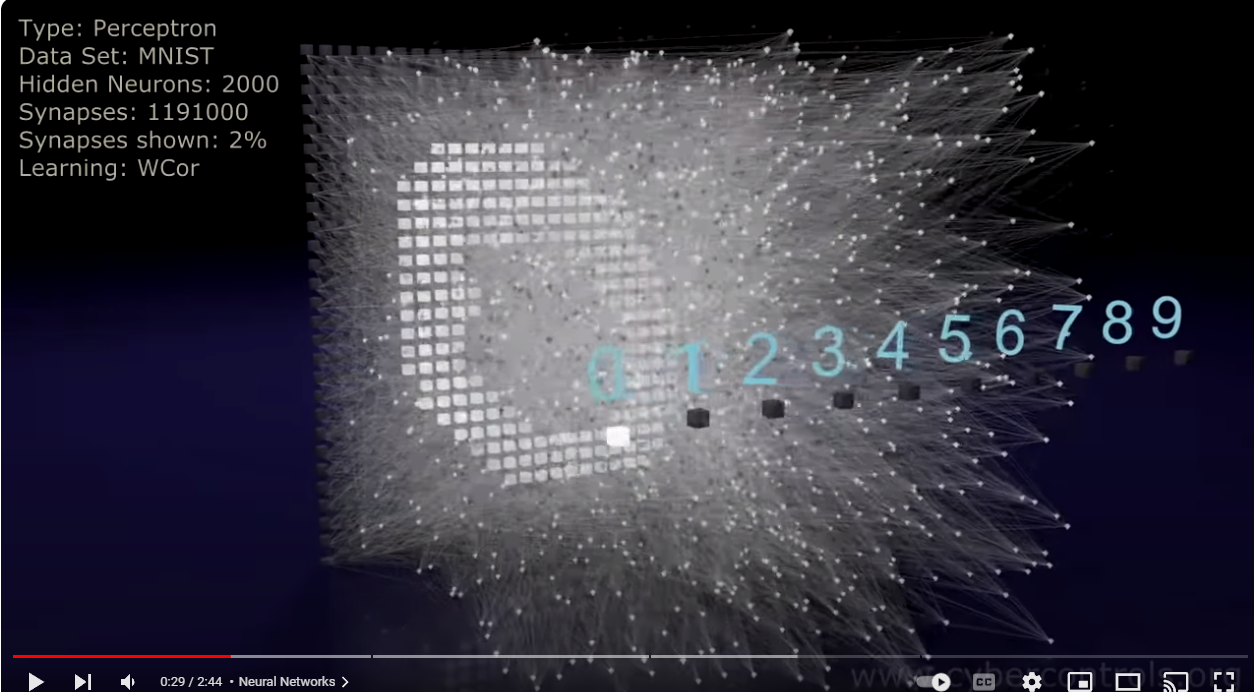 Type: Perceptron
Data Set: MNIST
Hidden Neurons: 2000
Synapses: 1191000
Synapses shown: 2%
Learning: WCor
0 1 2 3 4 5 6 7 8 9
www.cybercontrols.org
0:29 / 2:44 • Neural Networks >
CC